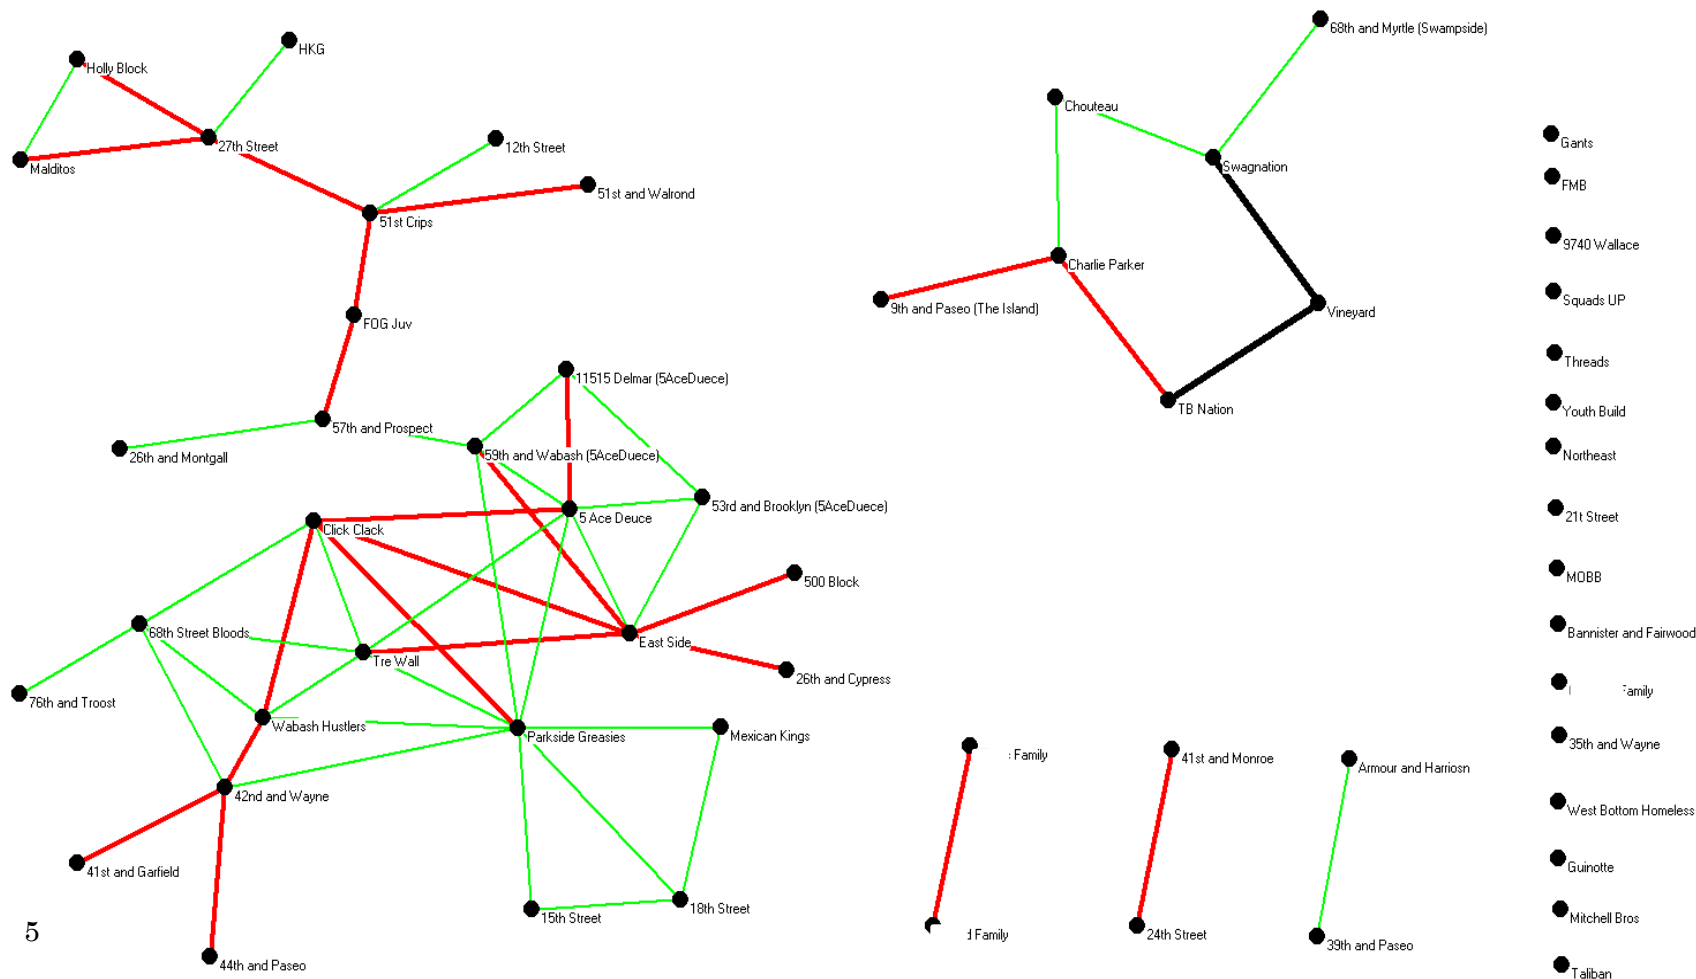 68th and Myrtle (Swampside)
HKG
Holly Block
Chouteau
Gants
27th Street
12th Street
Malditos
Swagnation
FMB
51st and Walrond
51st Crips
9740 Wallace
Charlie Parker
9th and Paseo (The Island)
Squads UP
Vineyard
FOG Juv
Threads
11515 Delmar (5AceDuece)
TB Nation
Youth Build
57th and Prospect
26th and Montgall
59th and Wabash (5AceDuece)
Northeast
53rd and Brooklyn (5AceDuece)
5 Ace Deuce
21t Street
Click Clack
500 Block
MOBB
68th Street Bloods
East Side
Bannister and Fairwood
Tre Wall
26th and Cypress
Family
76th and Troost
Wabash Hustlers
Parkside Greasies
Mexican Kings
35th and Wayne
Family
41st and Monroe
Armour and Harriosn
42nd and Wayne
West Bottom Homeless
41st and Garfield
Guinotte
18th Street
15th Street
Mitchell Bros
5
Family
24th Street
39th and Paseo
44th and Paseo
Taliban